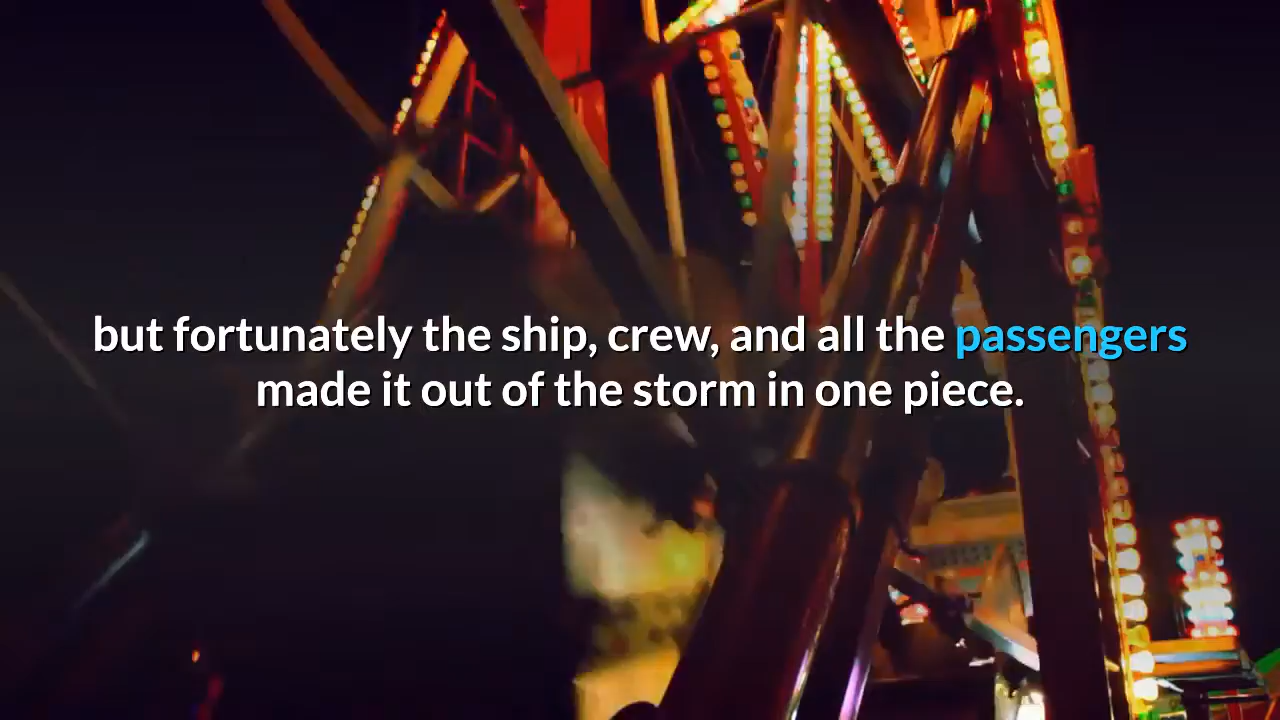 but fortunately the ship, crew, and all the passengers
made it out of the storm in one piece.